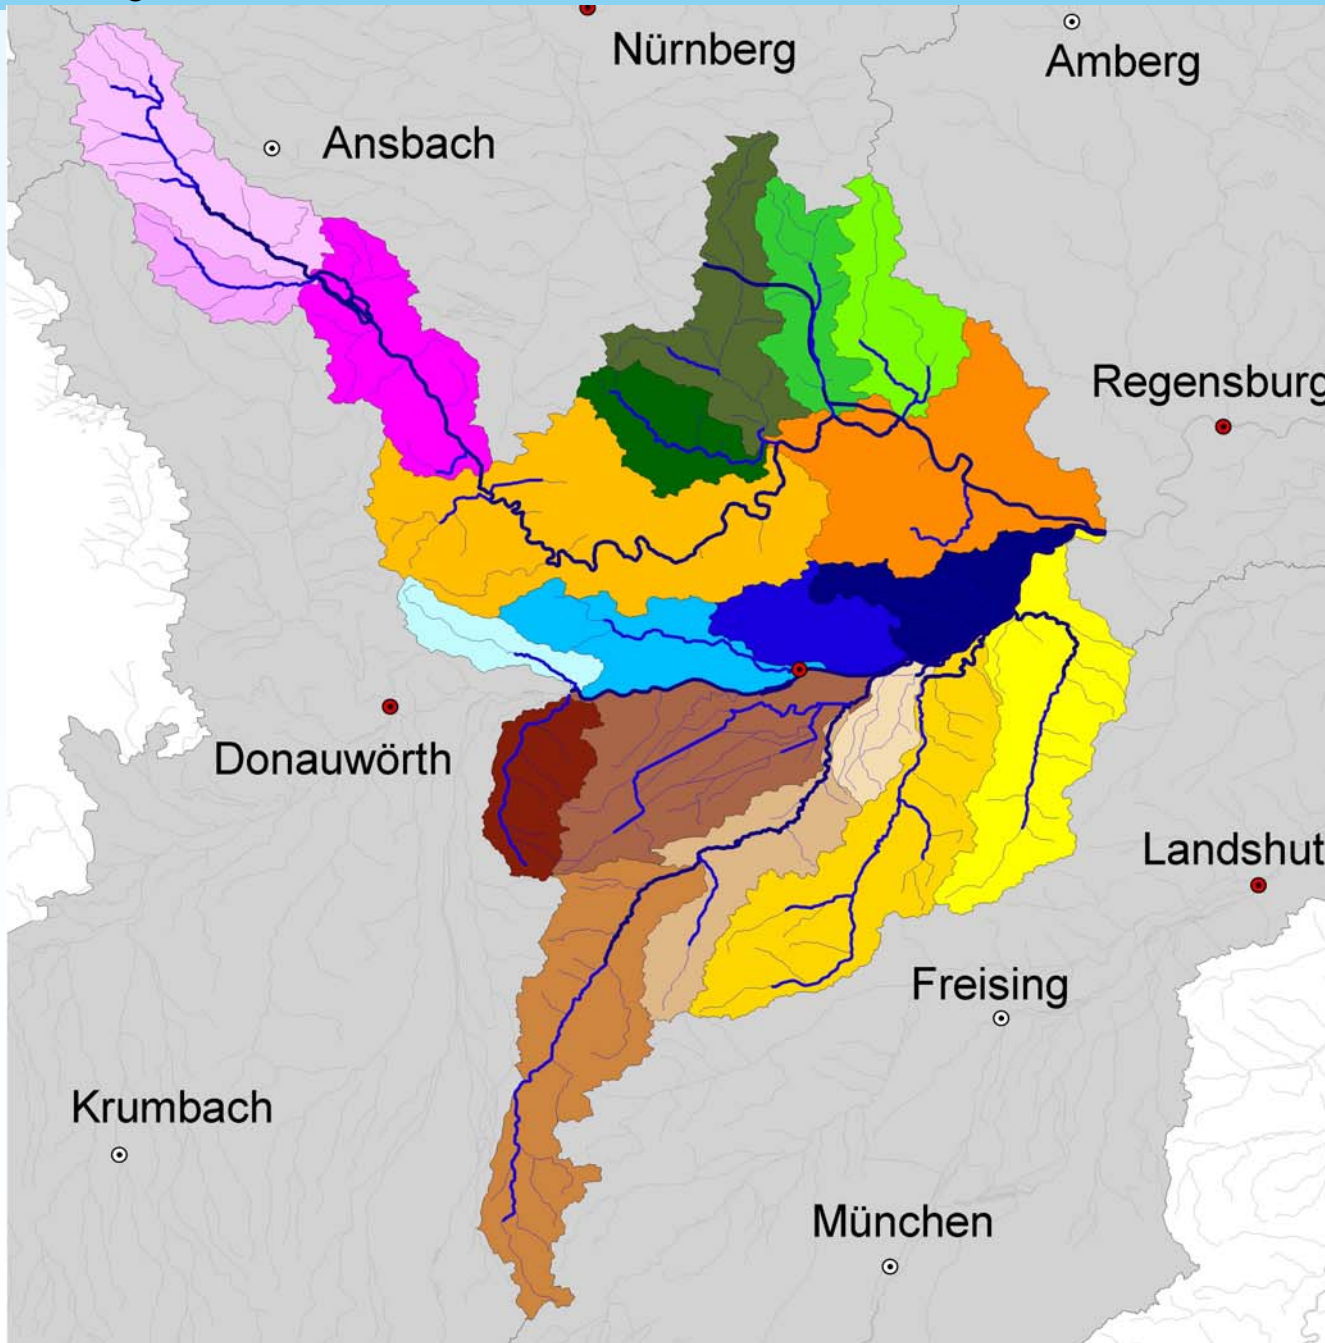 Nürnberg
Amberg
Ansbach
Regensburg
Donauwörth
Landshut
Freising
Krumbach
München